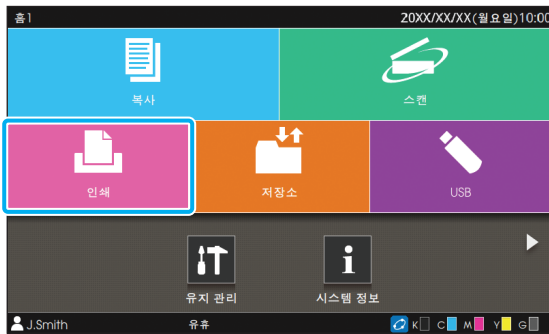 홈1 20XX/XX/XX(월요일)10:00
복사 스캔
인쇄 저장소 USB
유지 관리 시스템 정보
J.Smith 유휴 K C M Y G